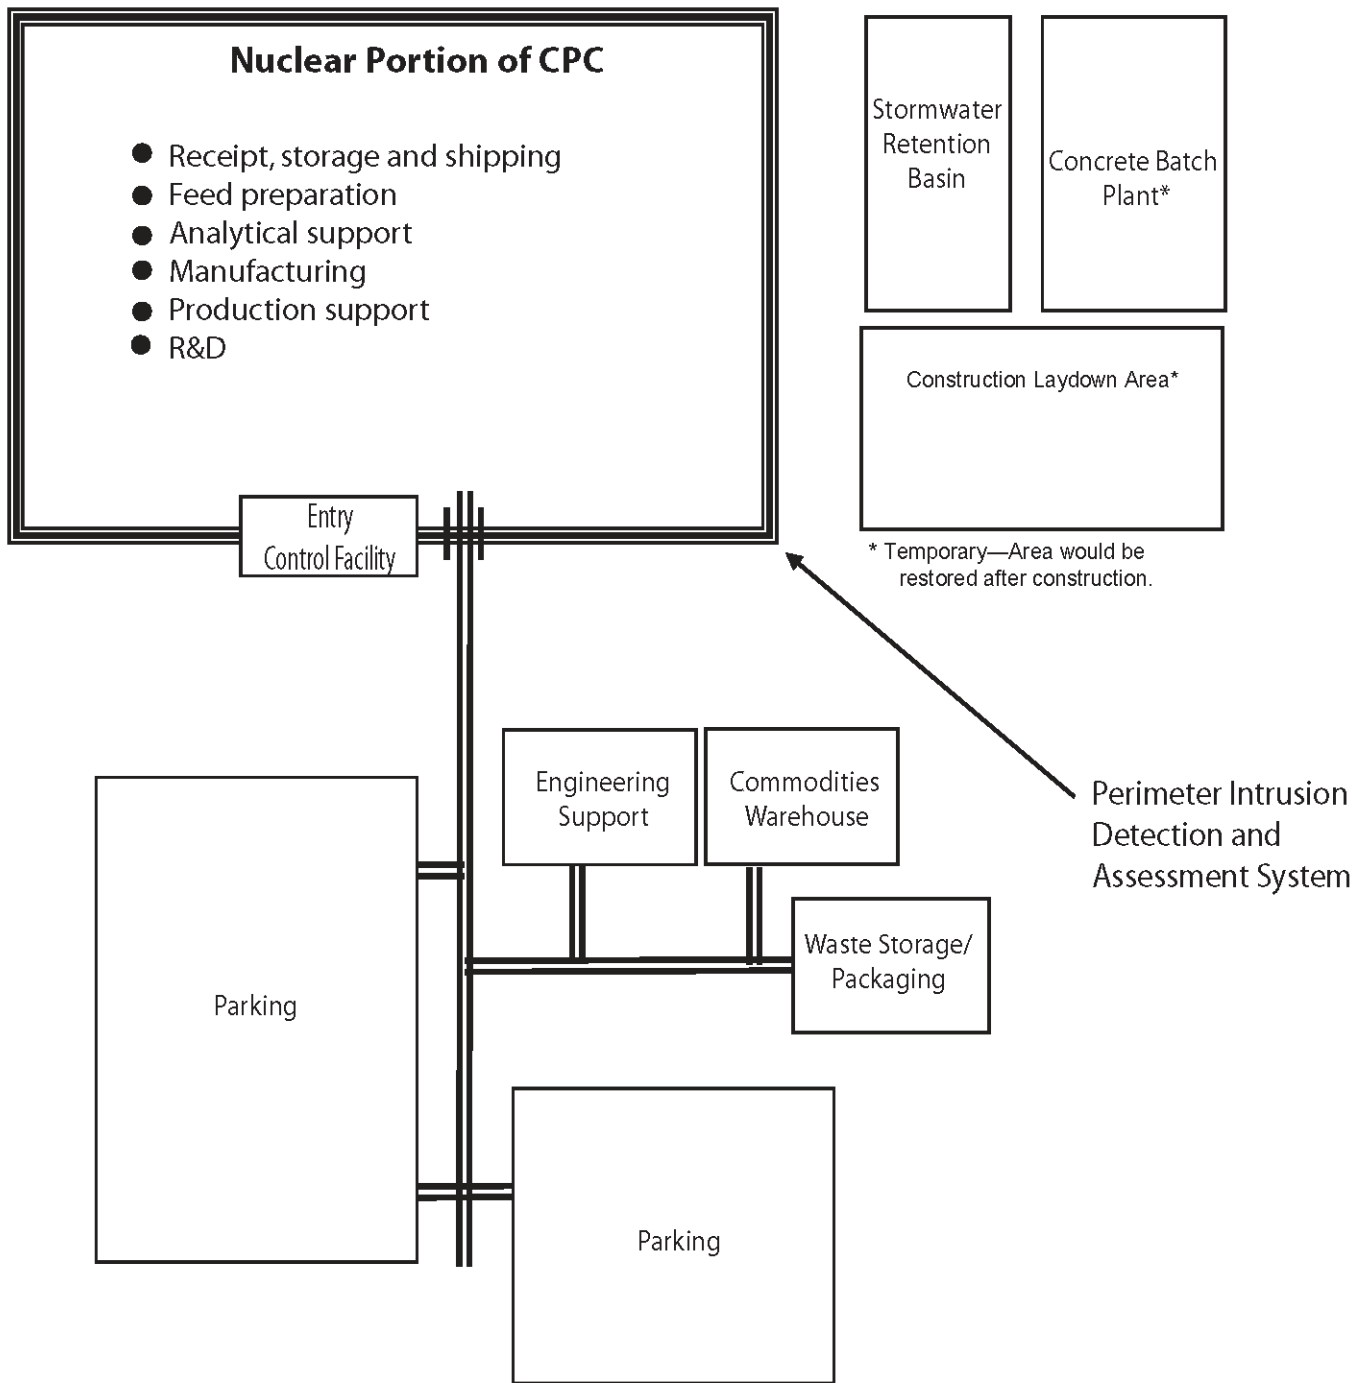 Nuclear Portion of CPC
● Receipt, storage and shipping
● Feed preparation
● Analytical support
● Manufacturing
● Production support
● R&D
Entry
Control Facility
Stormwater
Retention
Basin
Concrete Batch
Plant*
Construction Laydown Area*
* Temporary—Area would be
restored after construction.
Perimeter Intrusion
Detection and
Assessment System
Engineering
Support
Commodities
Warehouse
Waste Storage/
Packaging
Parking
Parking